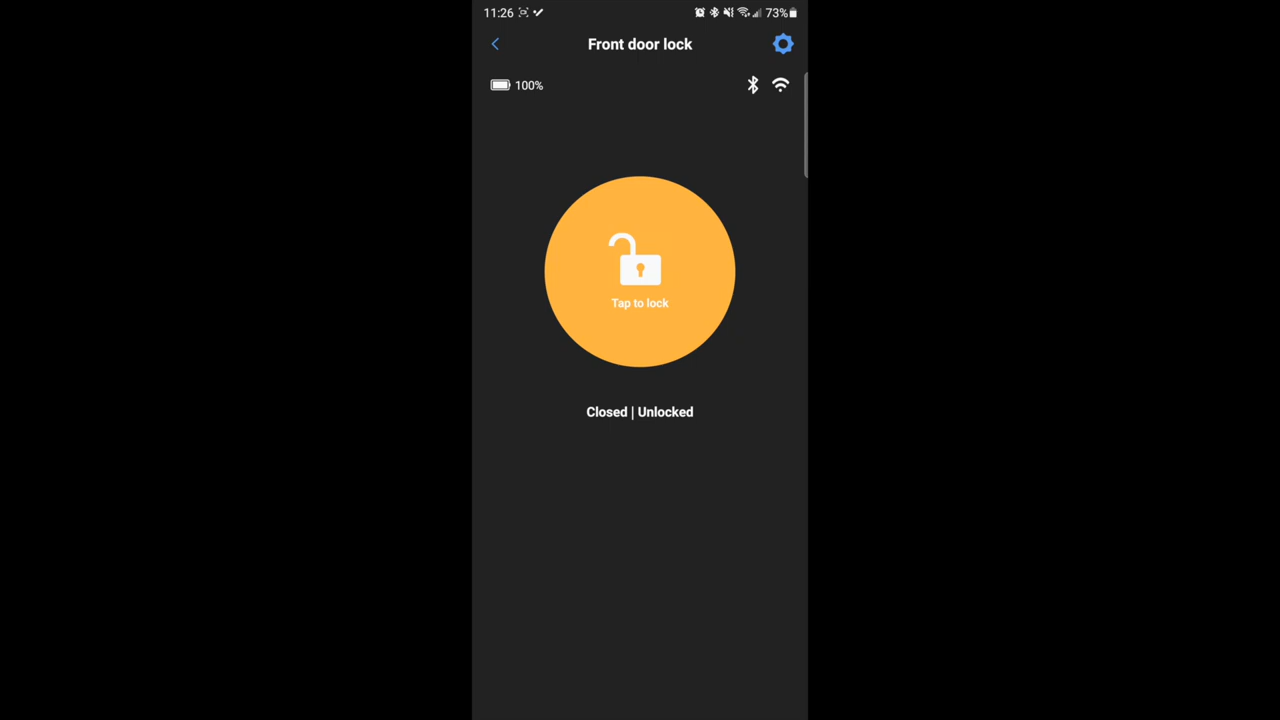 11:26 73%
Front door lock
100%
Tap to lock
Closed | Unlocked